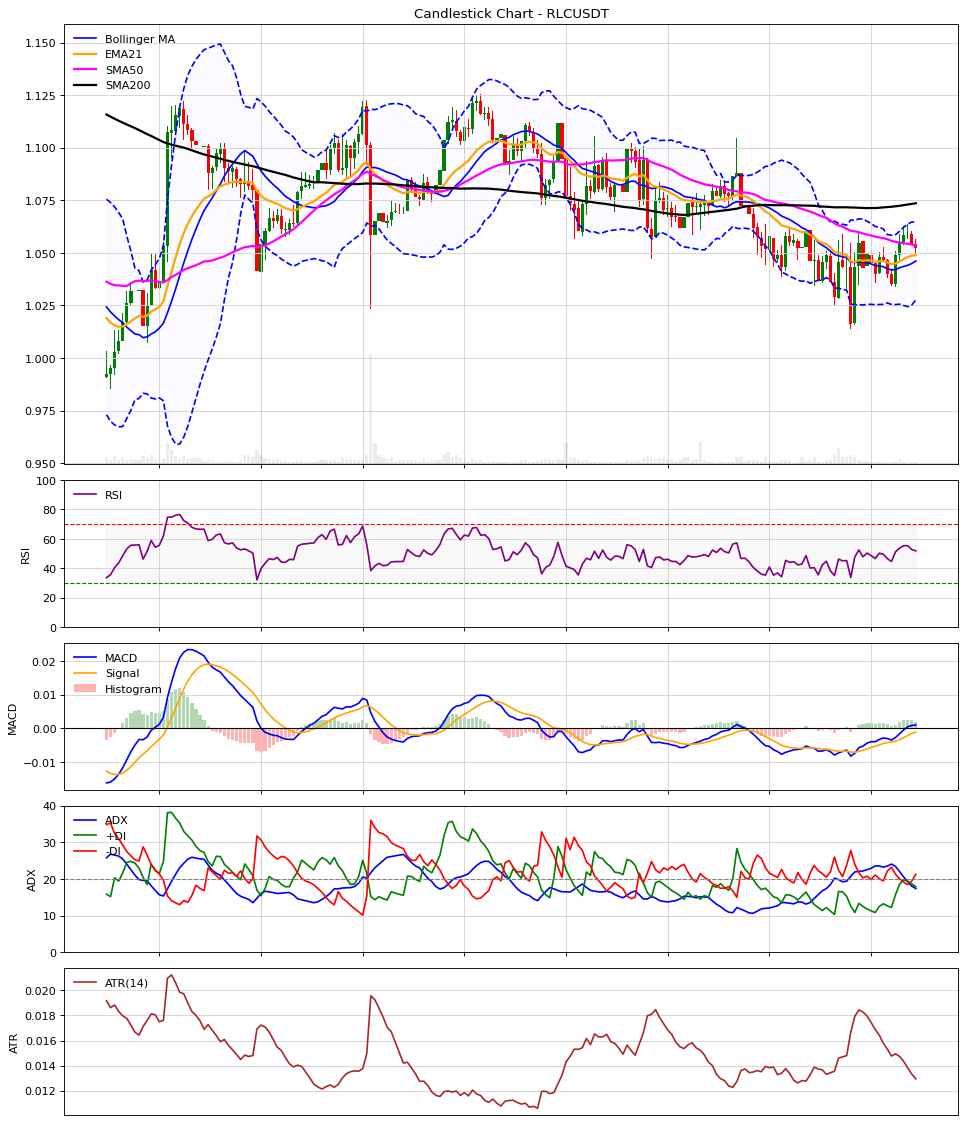 Candlestick Chart - RLCUSDT
Bollinger MA
EMA21
SMA50
SMA200
1.150
1.125
1.100
1.075
1.050
1.025
1.000
0.975
0.950
RSI
RSI
100
80
60
40
20
0
MACD
Signal
Histogram
MACD
0.02
0.01
0.00
−0.01
ADX
+DI
-DI
ADX
40
30
20
10
0
ATR(14)
ATR
0.020
0.018
0.016
0.014
0.012